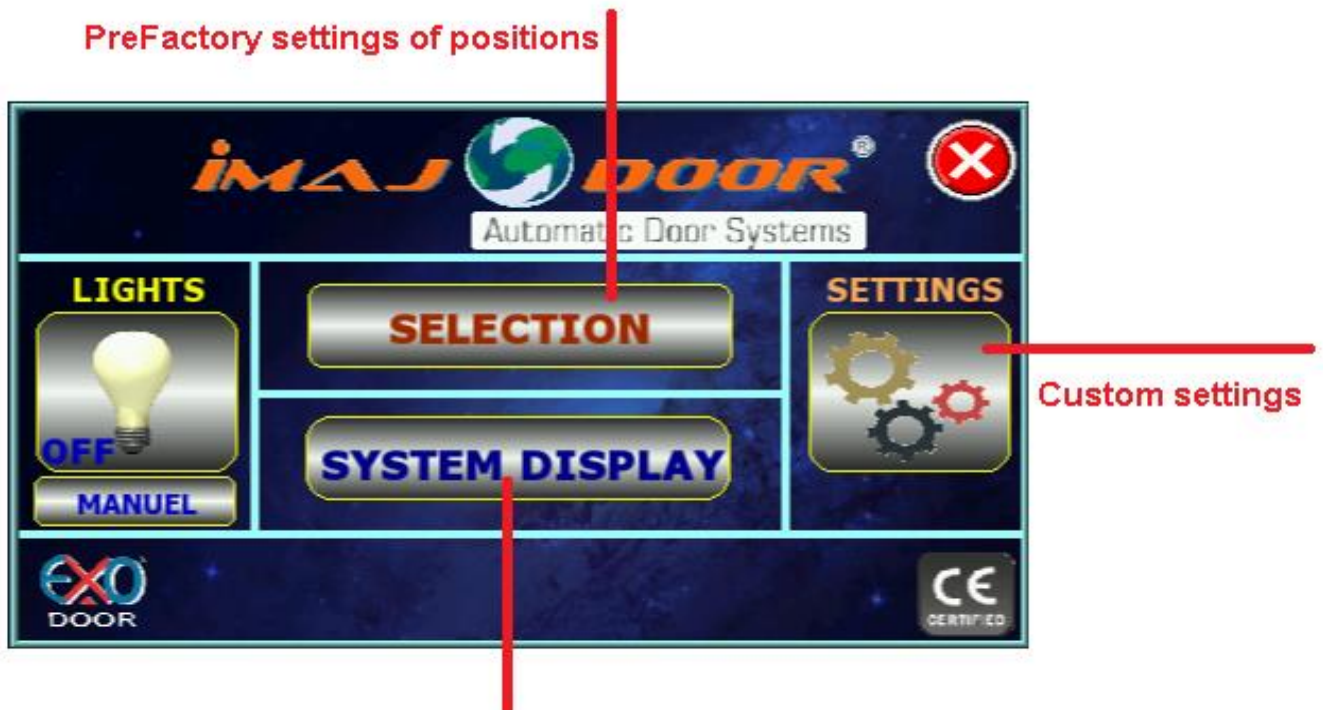 PreFactory settings of positions
İMAJ DOOR®
Automatic Door Systems
LIGHTS
SELECTION
SETTINGS
Custom settings
OFF
SYSTEM DISPLAY
MANUEL
EXO
DOOR
CE
CERTIFIED